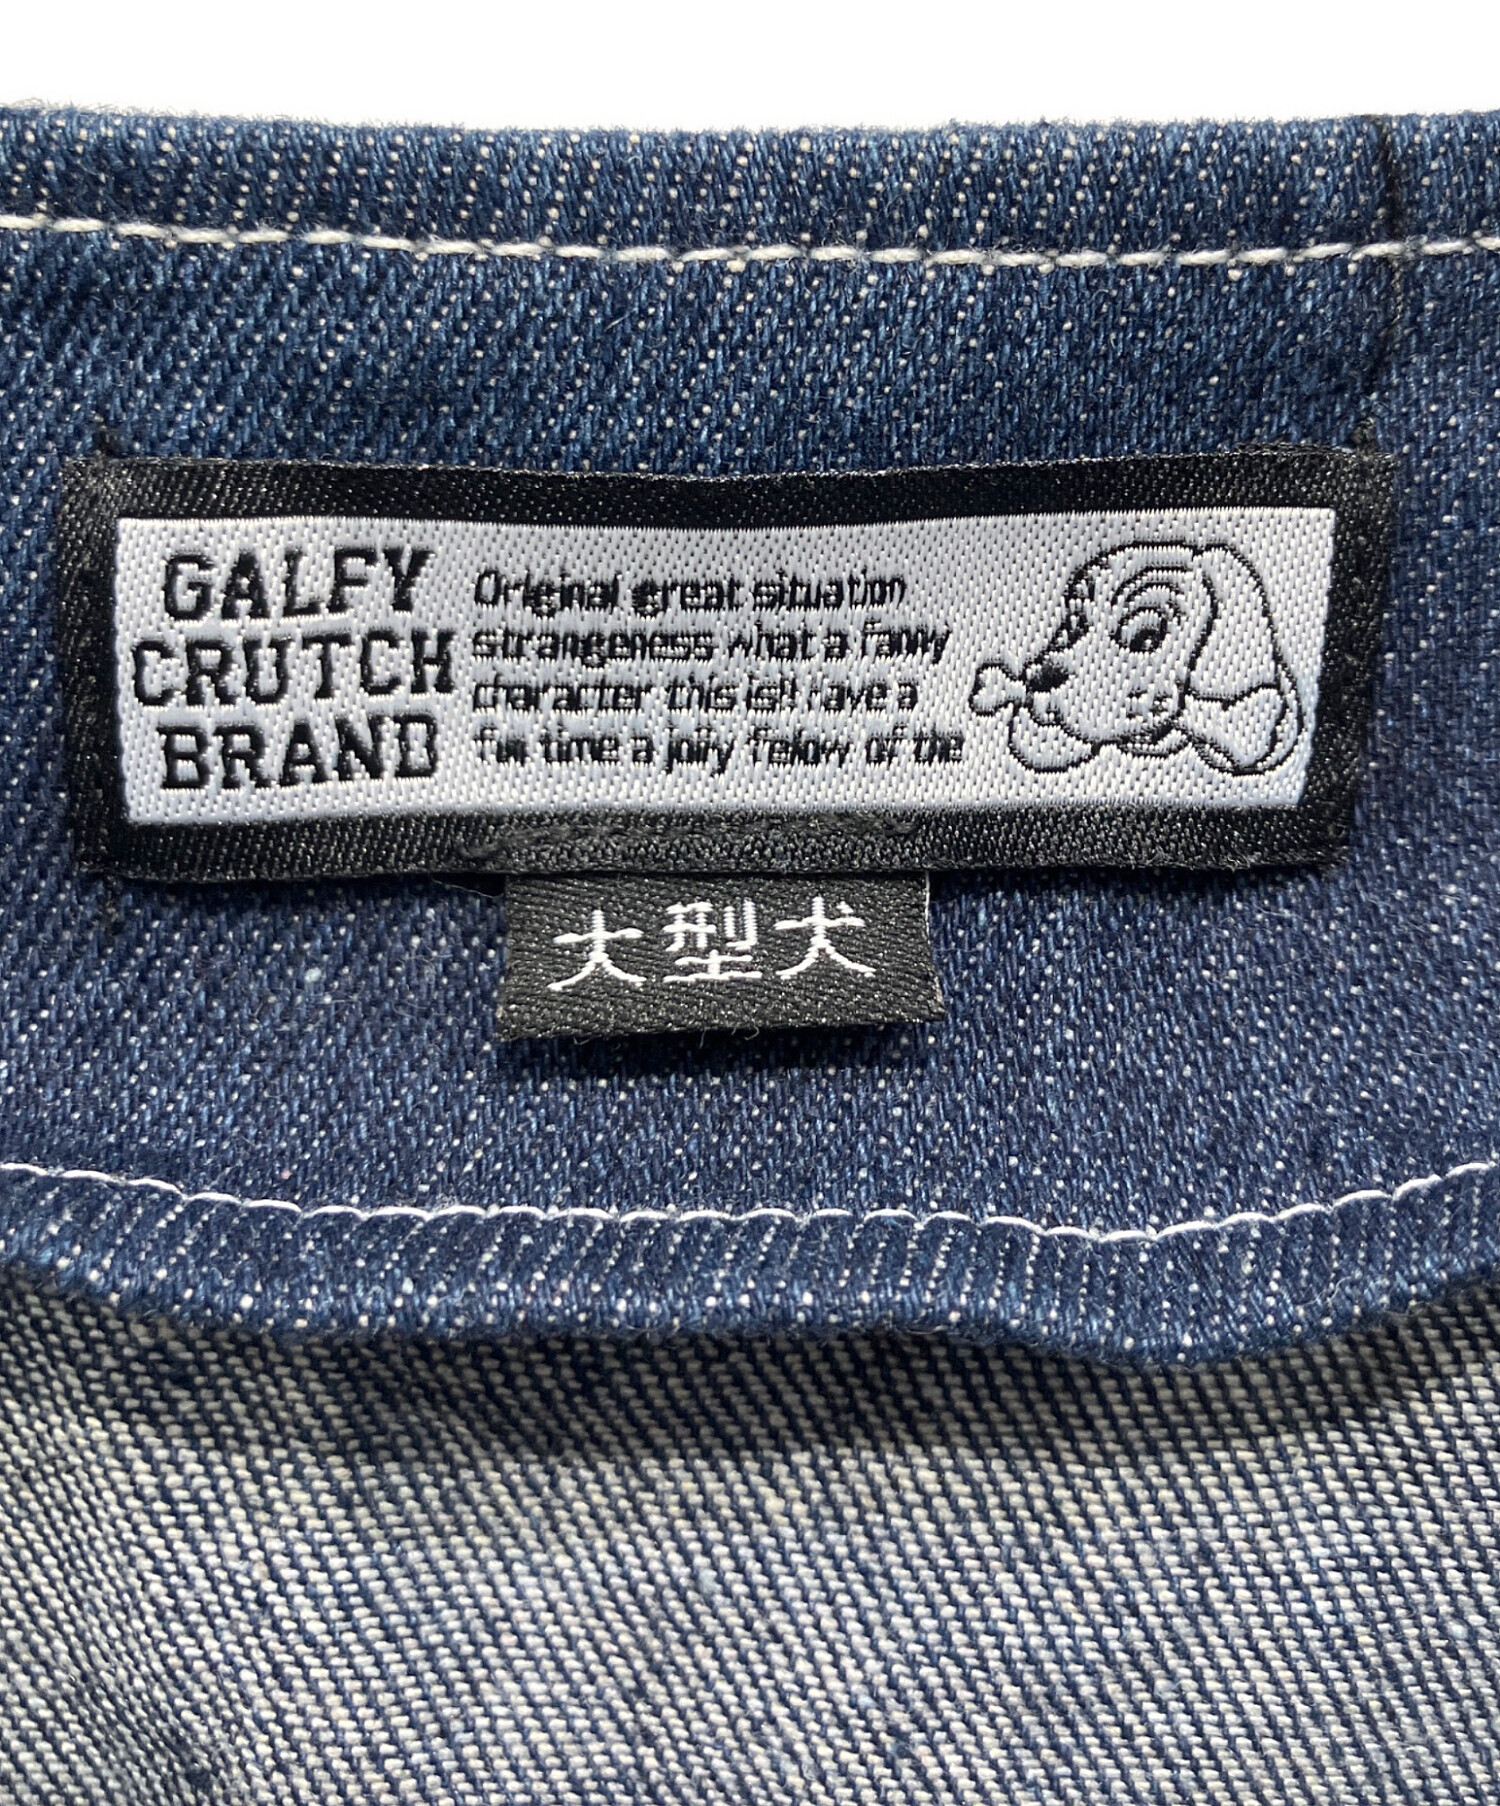 GALFY
CRUTCH
BRAND
Original great situation
strangeness what a fanny
character this is!! have a
fun time a jolly fellow of the
大型犬